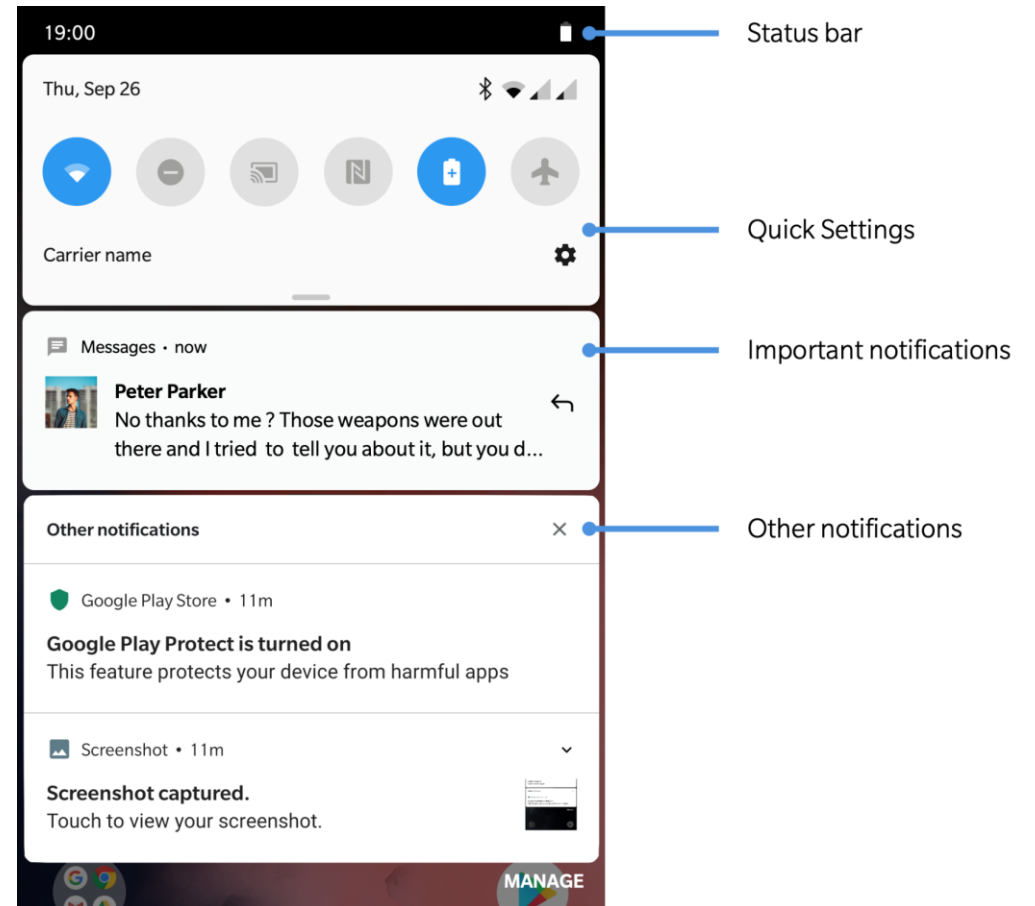 19:00
Status bar
Thu, Sep 26
Quick Settings
Carrier name
Messages • now
Important notifications
Peter Parker
No thanks to me ? Those weapons were out
there and I tried to tell you about it, but you d...
Other notifications
Other notifications
Google Play Store • 11m
Google Play Protect is turned on
This feature protects your device from harmful apps
Screenshot • 11m
Screenshot captured.
Touch to view your screenshot.
MANAGE